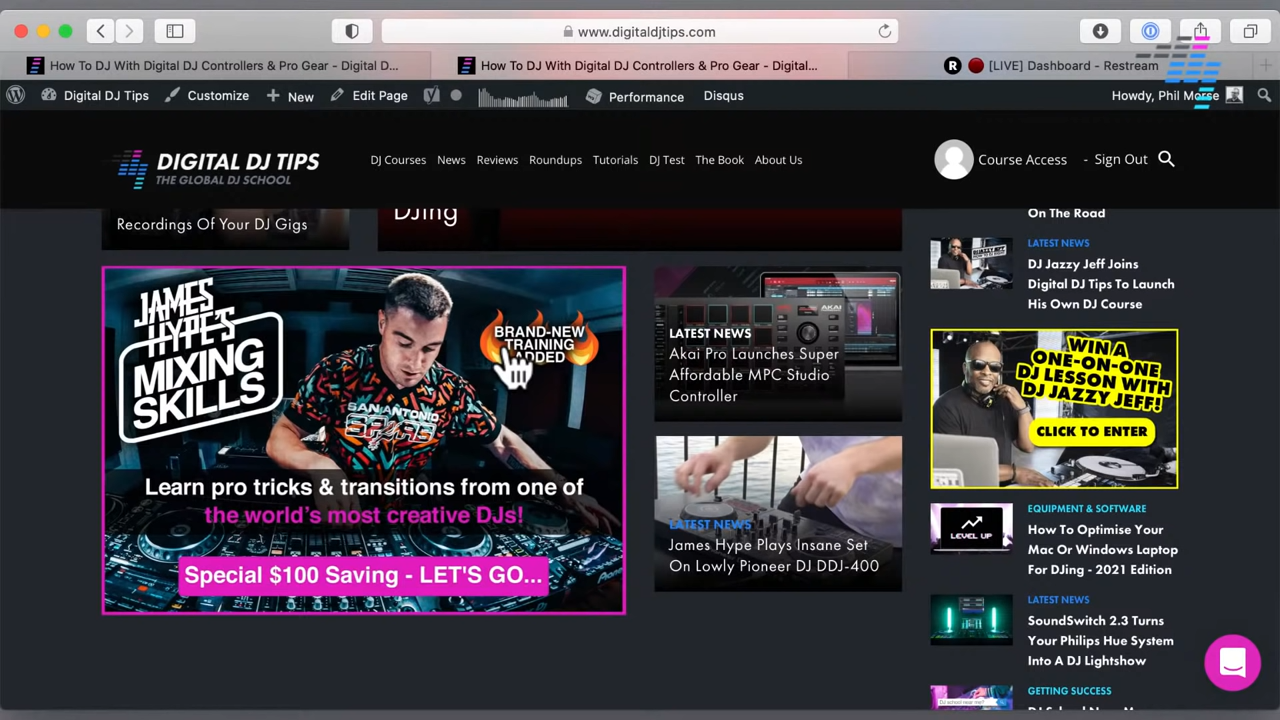 www.digitaldjtips.com
How To DJ With Digital DJ Controllers & Pro Gear - Digital D...
How To DJ With Digital DJ Controllers & Pro Gear - Digital...
R [LIVE] Dashboard - Restream
Digital DJ Tips Customize New Edit Page Performance Disqus
Howdy, Phil Morse
DIGITAL DJ TIPS
THE GLOBAL DJ SCHOOL
DJ Courses News Reviews Roundups Tutorials DJ Test The Book About Us
Course Access - Sign Out
Recordings Of Your DJ Gigs
DJing
JAMES
HYPE'S
MIXING
SKILLS
BRAND-NEW
TRAINING
ADDED
SAN ANTONIO
SPURS
Learn pro tricks & transitions from one of
the world's most creative DJs!
Special $100 Saving - LET'S GO...
LATEST NEWS
Akai Pro Launches Super
Affordable MPC Studio
Controller
AKAI
LATEST NEWS
James Hype Plays Insane Set
On Lowly Pioneer DJ DDJ-400
On The Road
LATEST NEWS
DJ Jazzy Jeff Joins
Digital DJ Tips To Launch
His Own DJ Course
WIN A
ONE-ON-ONE
DJ LESSON WITH
DJ JAZZY JEFF!
CLICK TO ENTER
LEVEL UP
EQUIPMENT & SOFTWARE
How To Optimise Your
Mac Or Windows Laptop
For DJing - 2021 Edition
LATEST NEWS
SoundSwitch 2.3 Turns
Your Philips Hue System
Into A DJ Lightshow
GETTING SUCCESS